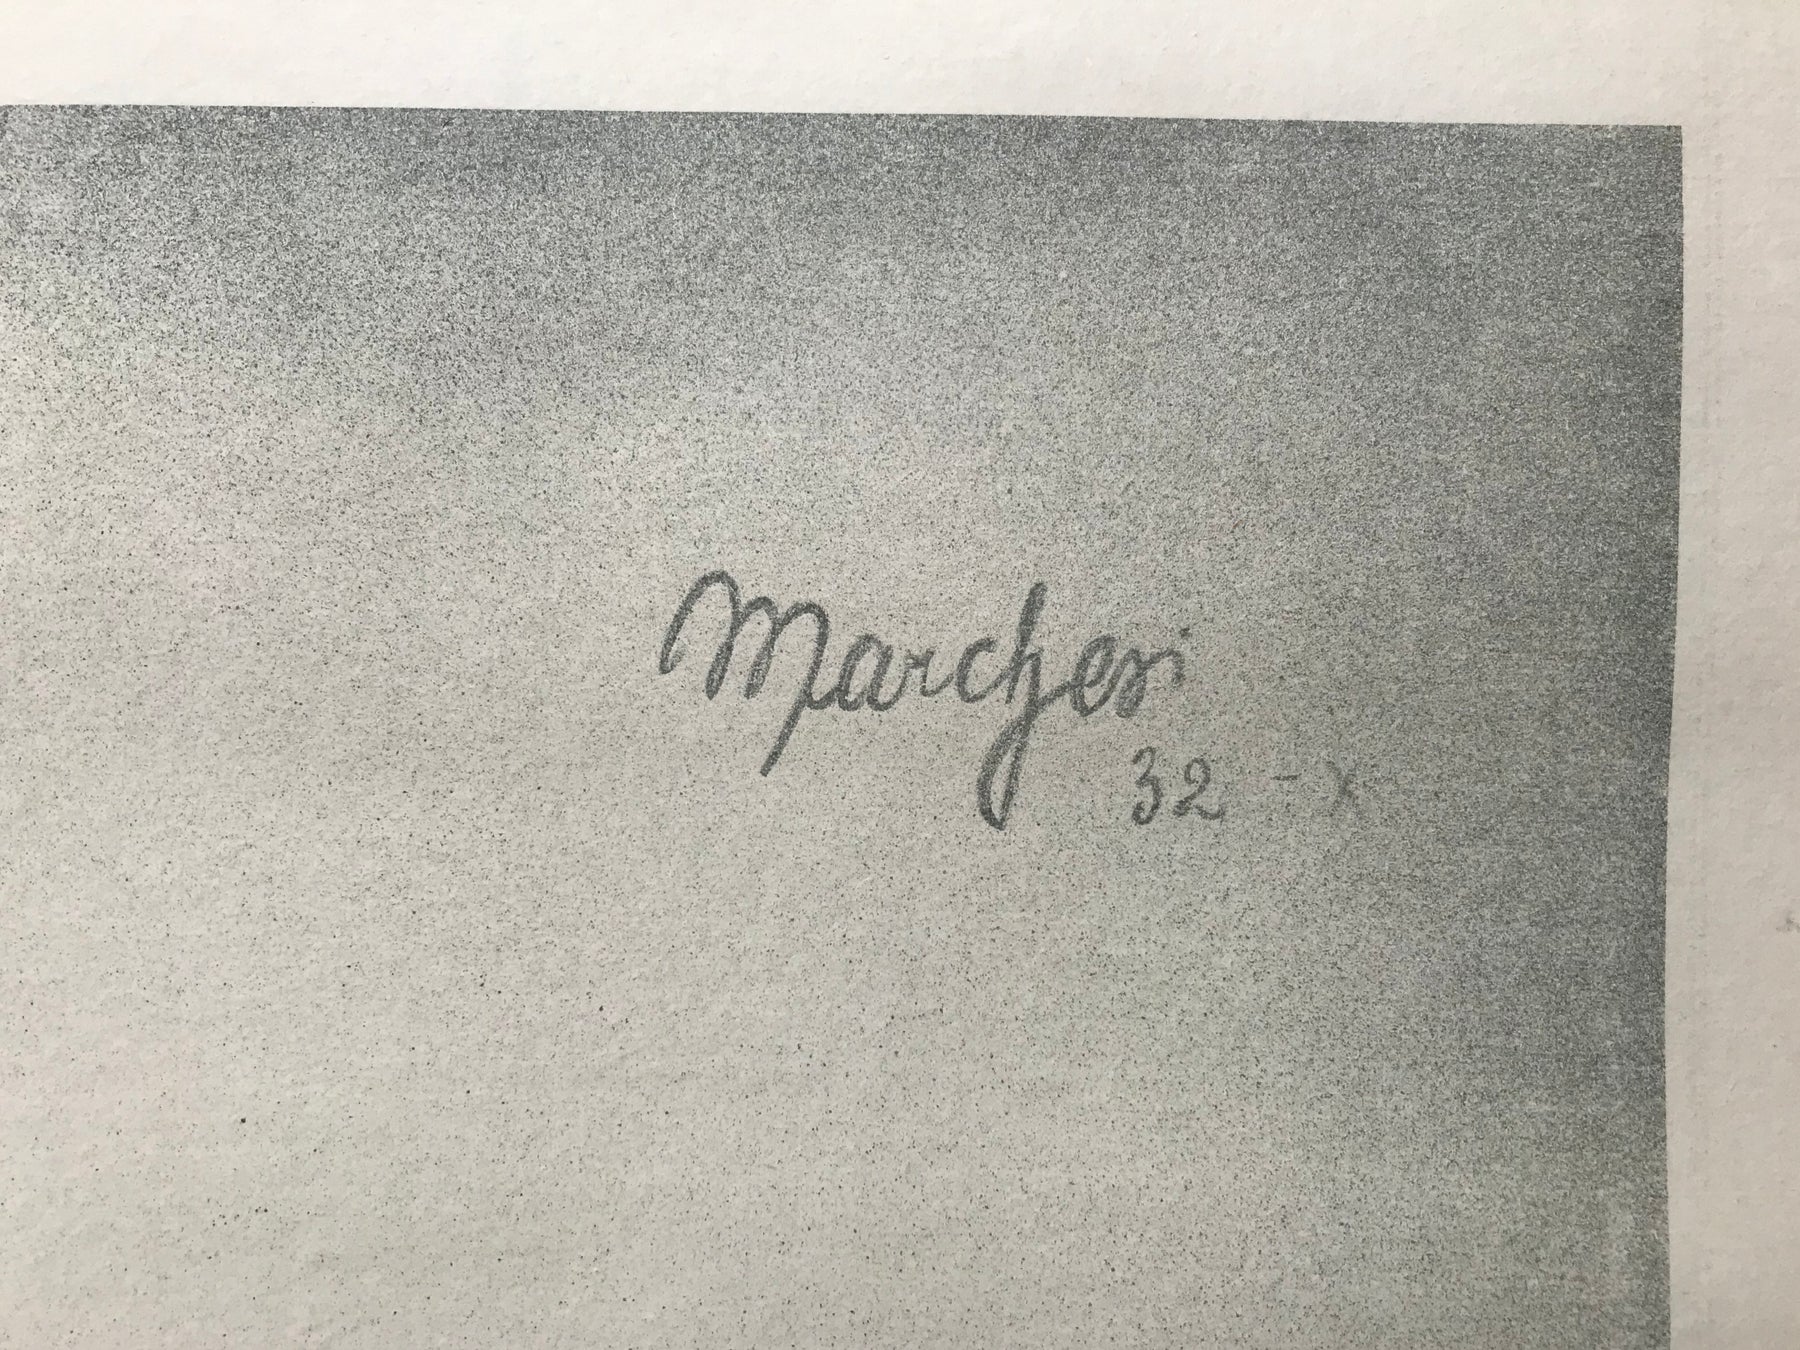 Marchesi
32 - X